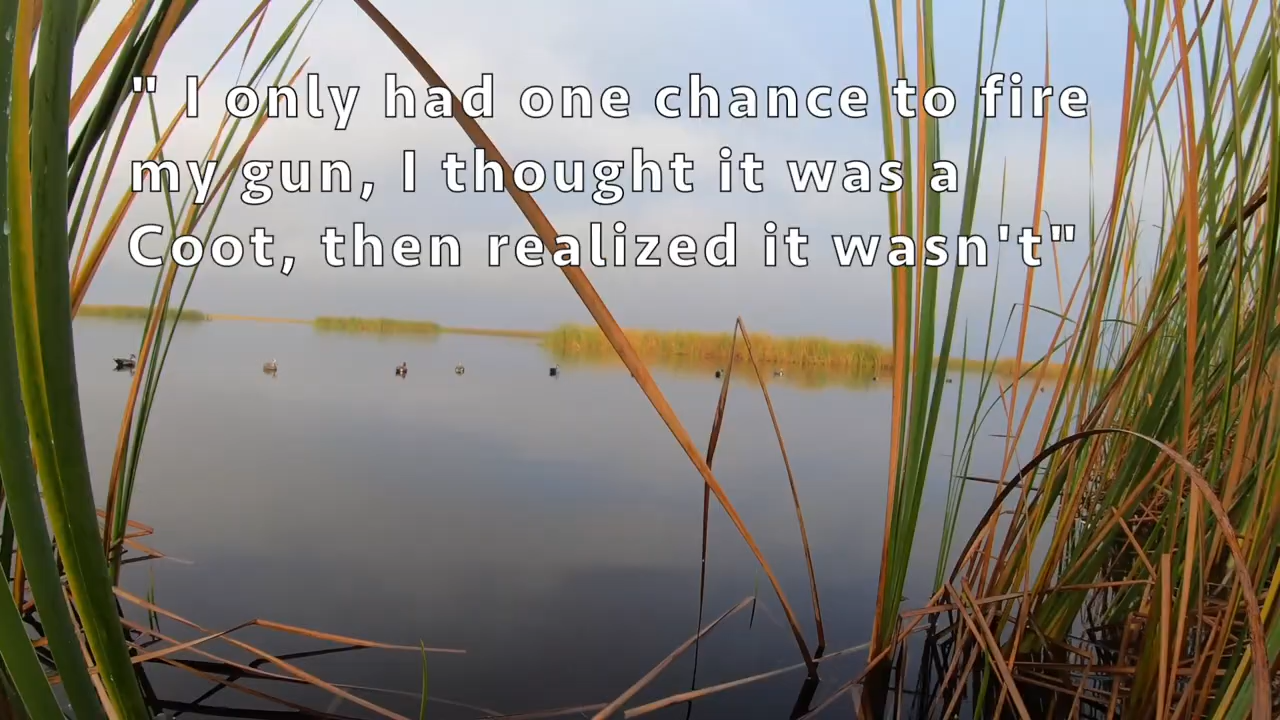 " I only had one chance to fire
my gun, I thought it was a
Coot, then realized it wasn't"